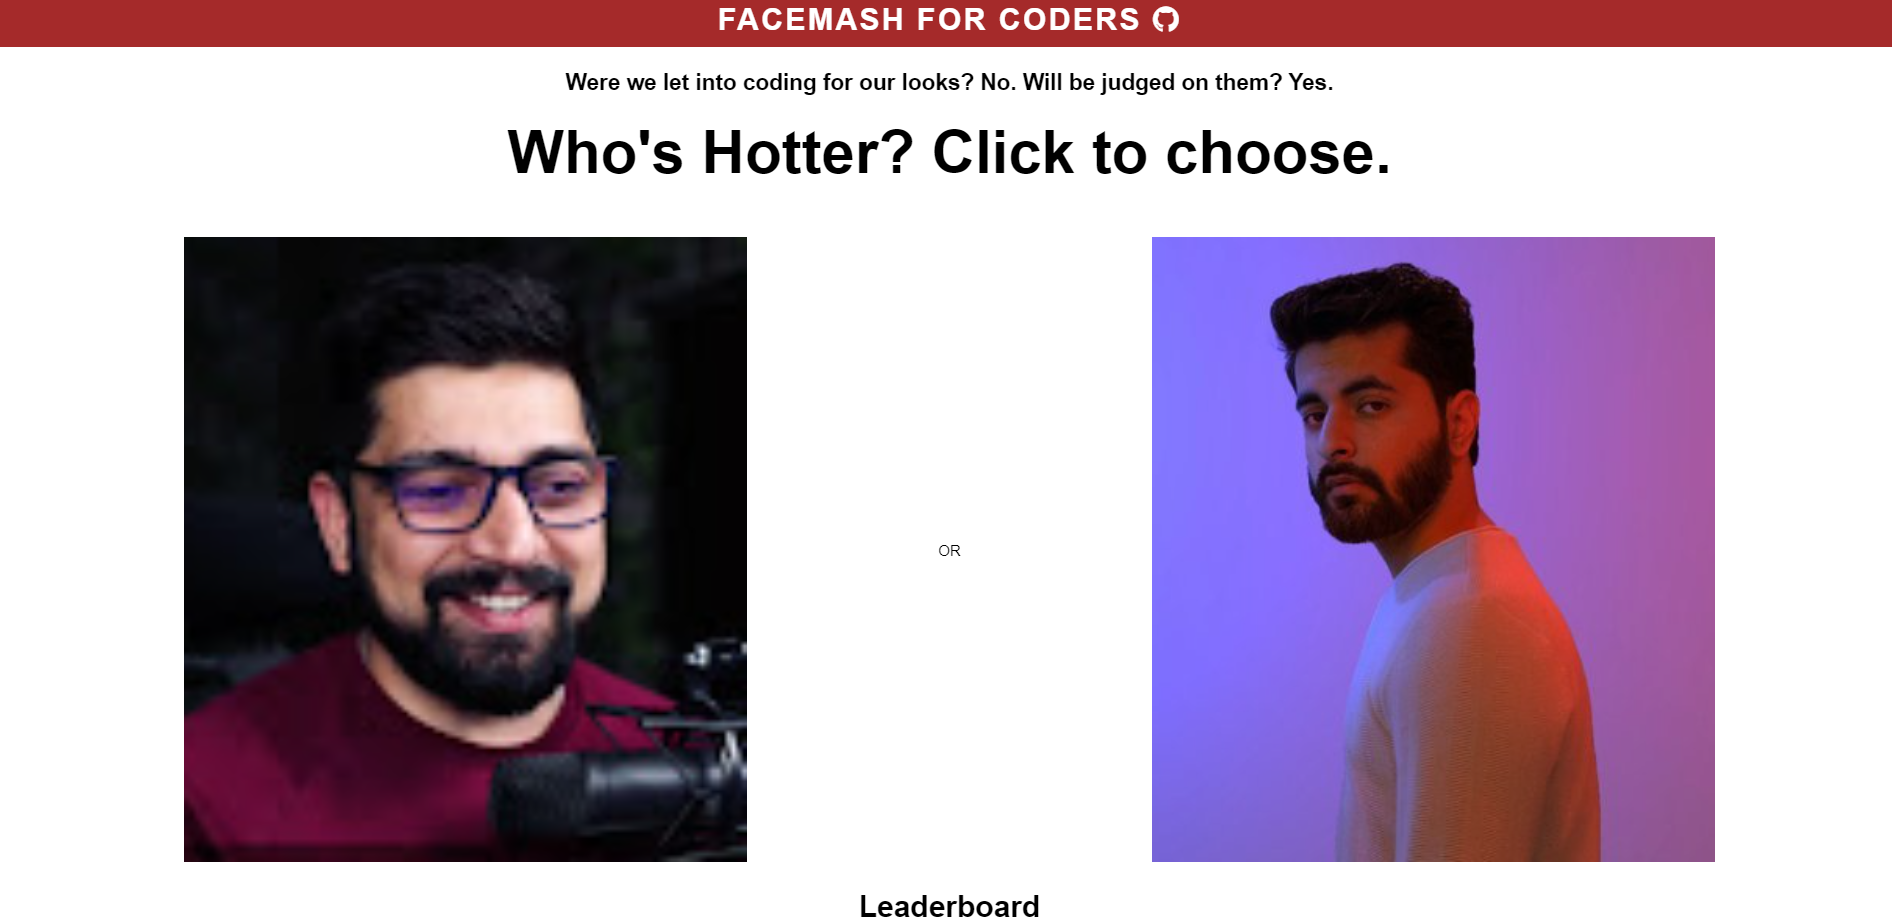 FACEMASH FOR CODERS
Were we let into coding for our looks? No. Will be judged on them? Yes.
Who's Hotter? Click to choose.
OR
Leaderboard